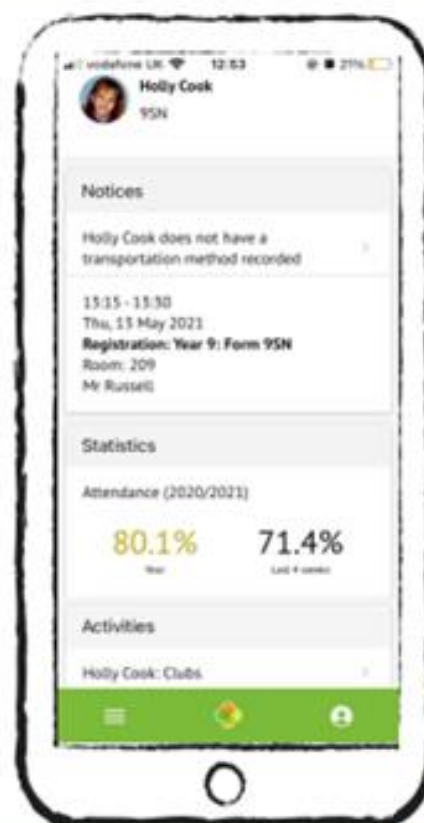 vodafone UK 12:53 21%
Holly Cook
9SN
Notices
Holly Cook does not have a
transportation method recorded
13:15 - 13:30
Thu, 13 May 2021
Registration: Year 9: Form 9SN
Room: 209
Mr Russell
Statistics
Attendance (2020/2021)
80.1% 71.4%
Year Last 4 weeks
Activities
Holly Cook: Clubs